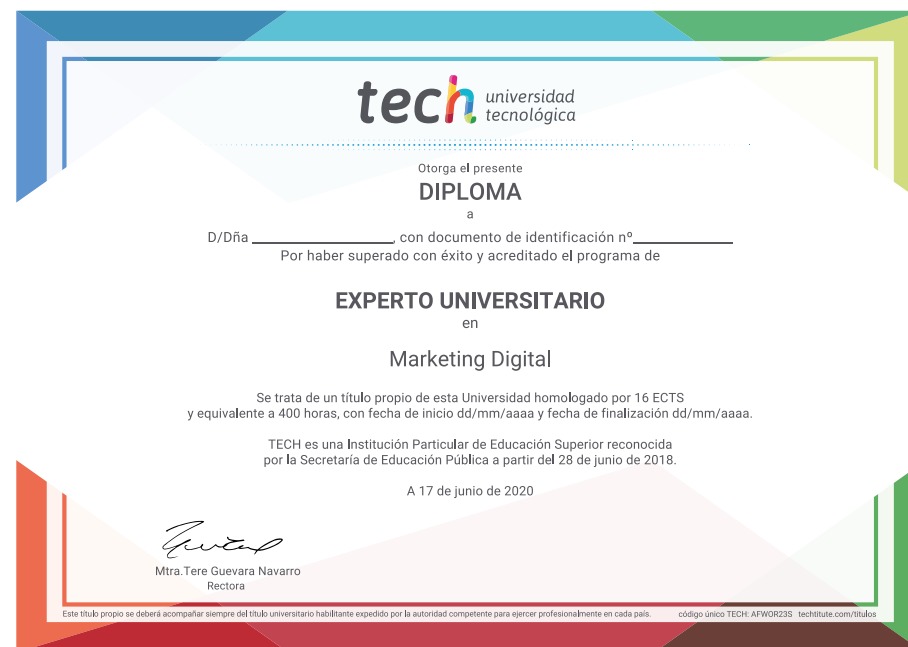 tech universidad
tecnológica
Otorga el presente
DIPLOMA
a
D/Dña ____________________, con documento de identificación nº______________
Por haber superado con éxito y acreditado el programa de
EXPERTO UNIVERSITARIO
en
Marketing Digital
Se trata de un título propio de esta Universidad homologado por 16 ECTS
y equivalente a 400 horas, con fecha de inicio dd/mm/aaaa y fecha de finalización dd/mm/aaaa.
TECH es una Institución Particular de Educación Superior reconocida
por la Secretaría de Educación Pública a partir del 28 de junio de 2018.
A 17 de junio de 2020
Mtra.Tere Guevara Navarro
Rectora
Este título propio se deberá acompañar siempre del título universitario habilitante expedido por la autoridad competente para ejercer profesionalmente en cada país. código único TECH: AFWOR23S techtitute.com/titulos